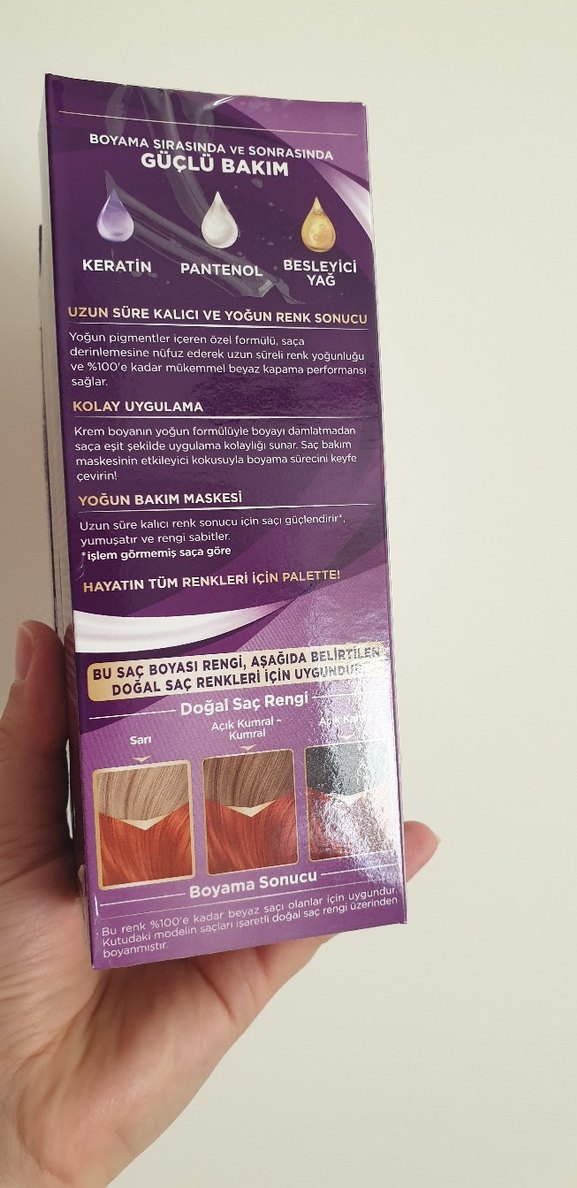 BOYAMA SIRASINDA VE SONRASINDA
GÜÇLÜ BAKIM
KERATİN PANTENOL BESLEYİCİ
YAĞ
UZUN SÜRE KALICI VE YOĞUN RENK SONUCU
Yoğun pigmentler içeren özel formülü, saça
derinlemesine nüfuz ederek uzun süreli renk yoğunluğu
ve %100'e kadar mükemmel beyaz kapama performansı
sağlar.
KOLAY UYGULAMA
Krem boyanın yoğun formülüyle boyayı damlatmadan
saça eşit şekilde uygulama kolaylığı sunar. Saç bakım
maskesinin etkileyici kokusuyla boyama sürecini keyfe
çevirin!
YOĞUN BAKIM MASKESİ
Uzun süre kalıcı renk sonucu için saçı güçlendirir*,
yumuşatır ve rengi sabitler.
*işlem görmemiş saça göre
HAYATIN TÜM RENKLERİ İÇİN PALETTE!
BU SAÇ BOYASI RENGİ, AŞAĞIDA BELİRTİLEN
DOĞAL SAÇ RENKLERİ İÇİN UYGUNDUR.
Doğal Saç Rengi
Sarı
Açık Kumral -
Kumral
Açık
Boyama Sonucu
Bu renk %100'e kadar beyaz saçı olanlar için uygundur.
Kutudaki modelin saçları işaretli doğal saç rengi üzerinden
boyanmıştır.